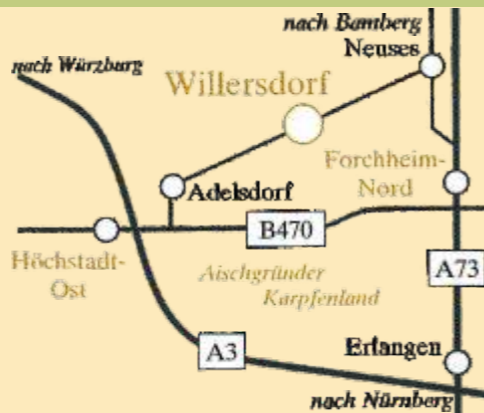 nach Bamberg
Neuses
nach Würzburg
Willersdorf
Forchheim-
Nord
Adelsdorf
B470
Höchstadt-
Ost
Aischgründer
Karpfenland
A73
A3
Erlangen
nach Nürnberg